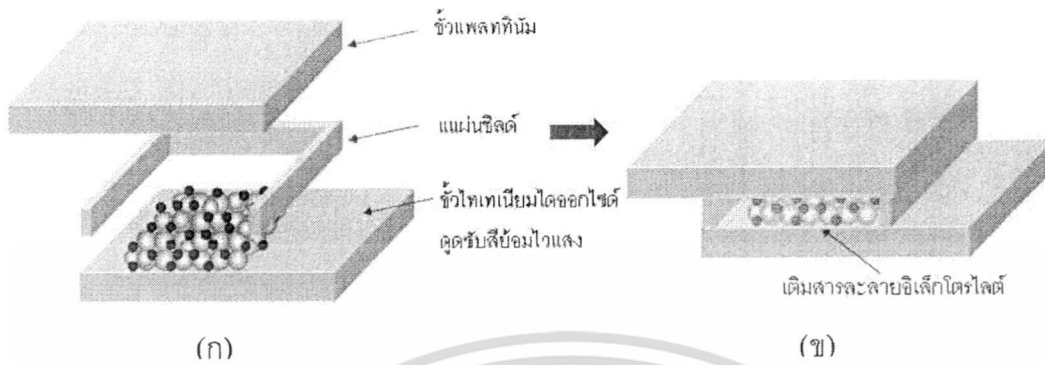 ขั้วแพลททินัม
แแผ่นซิลด์
ขั้วไทเทเนียมไดออกไซด์
ดูดซับสีย้อมไวแสง
เติมสารละลายอิเล็กโตรไลต์
(ก)
(ข)